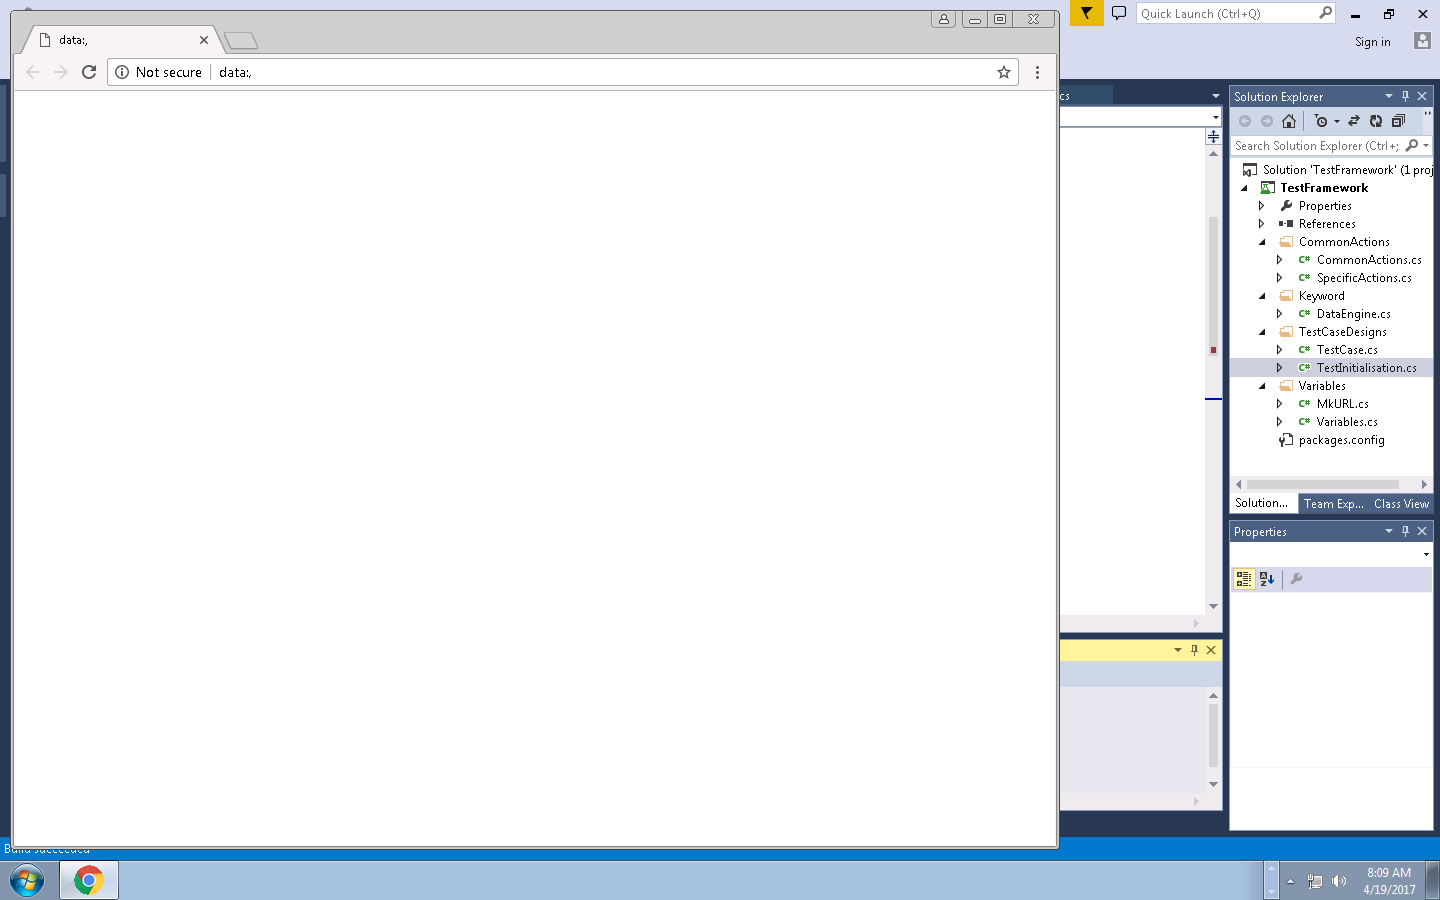 data:,
Not secure
data:,
Quick Launch (Ctrl+Q)
Sign in
cs
Solution Explorer
Search Solution Explorer (Ctrl+;
Solution 'TestFramework' (1 proj
TestFramework
Properties
References
CommonActions
CommonActions.cs
SpecificActions.cs
Keyword
DataEngine.cs
TestCaseDesigns
TestCase.cs
TestInitialisation.cs
Variables
MkURL.cs
Variables.cs
packages.config
Solution...
Team Exp...
Class View
Properties
Build succeeded
8:09 AM
4/19/2017